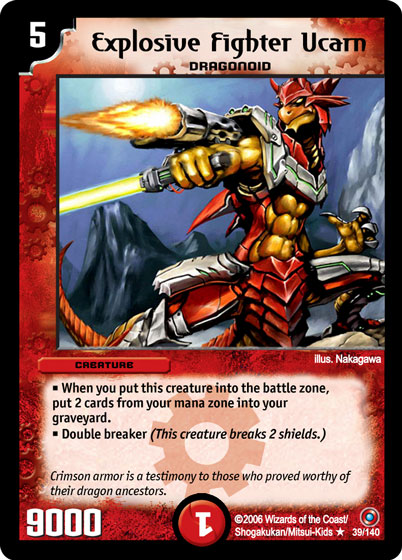 5
Explosive Fighter Ucarn
DRAGONOID
Illus. Nakagawa
CREATURE
▪ When you put this creature into the battle zone,
put 2 cards from your mana zone into your
graveyard.
▪ Double breaker (This creature breaks 2 shields.)
Crimson armor is a testimony to those who proved worthy of
their dragon ancestors.
9000
1
©2006 Wizards of the Coast/
Shogakukan/Mitsui-Kids ★ 39/140